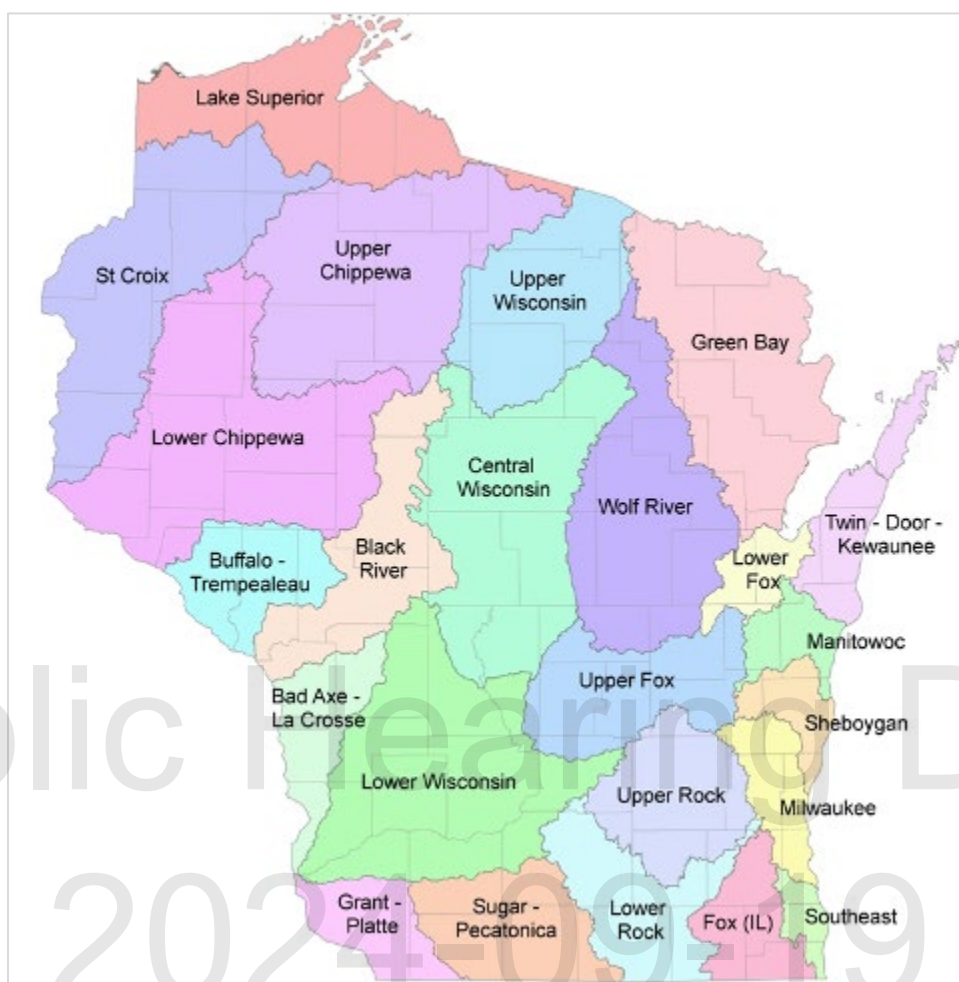 Lake Superior
St Croix
Upper
Chippewa
Upper
Wisconsin
Green Bay
Lower Chippewa
Central
Wisconsin
Wolf River
Twin - Door -
Kewaunee
Buffalo -
Trempealeau
Black
River
Lower
Fox
Manitowoc
Bad Axe -
La Crosse
Upper Fox
Sheboygan
Lower Wisconsin
Upper Rock
Milwaukee
Grant -
Platte
Sugar -
Pecatonica
Lower
Rock
Fox (IL)
Southeast
blic Hearing D
2024-09-19